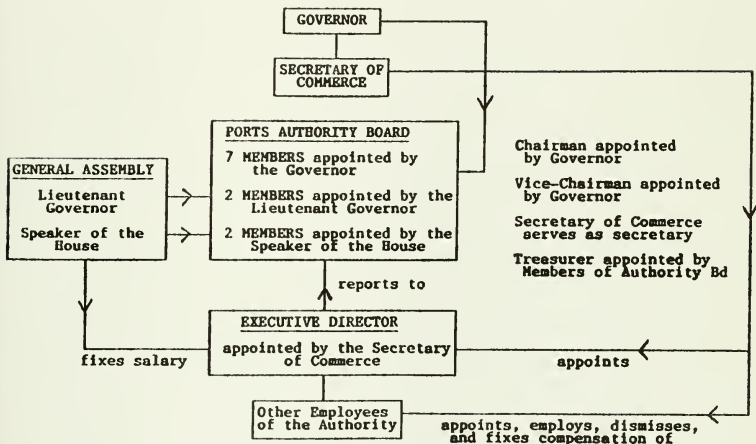 GOVERNOR
SECRETARY OF
COMMERCE
PORTS AUTHORITY BOARD
7 MEMBERS appointed by
the Governor
2 MEMBERS appointed by the
Lieutenant Governor
2 MEMBERS appointed by the
Speaker of the House
GENERAL ASSEMBLY
Lieutenant
Governor
Speaker of the
House
Chairman appointed
by Governor
Vice-Chairman appointed
by Governor
Secretary of Commerce
serves as secretary
Treasurer appointed by
Members of Authority Bd
reports to
EXECUTIVE DIRECTOR
appointed by the Secretary
of Commerce
fixes salary
appoints
Other Employees
of the Authority
appoints, employs, dismisses,
and fixes compensation of